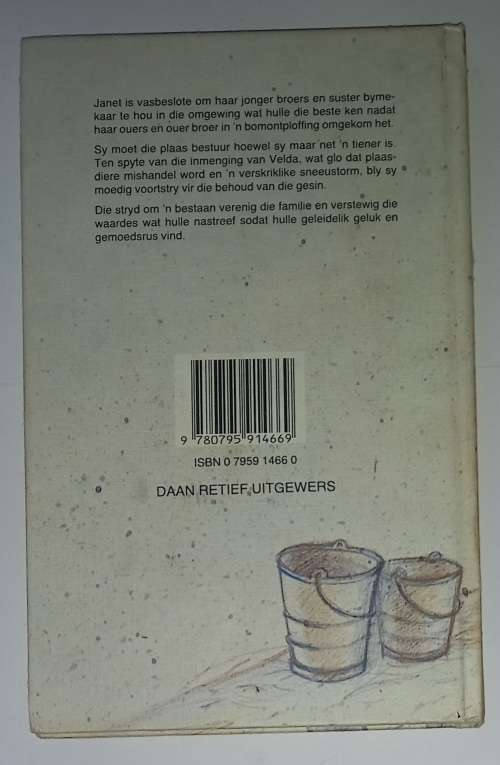 Janet is vasbeslote om haar jonger broers en suster byme-
kaar te hou in die omgewing wat hulle die beste ken nadat
haar ouers en ouer broer in 'n bomontploffing omgekom het.
Sy moet die plaas bestuur hoewel sy maar net 'n tiener is.
Ten spyte van die inmenging van Velda, wat glo dat plaas-
diere mishandel word en 'n verskriklike sneeustorm, bly sy
moedig voortstry vir die behoud van die gesin.
Die stryd om 'n bestaan verenig die familie en verstewig die
waardes wat hulle nastreef sodat hulle geleidelik geluk en
gemoedsrus vind.
9 780795 914669
ISBN 0 7959 1466 0
DAAN RETIEF UITGEWERS